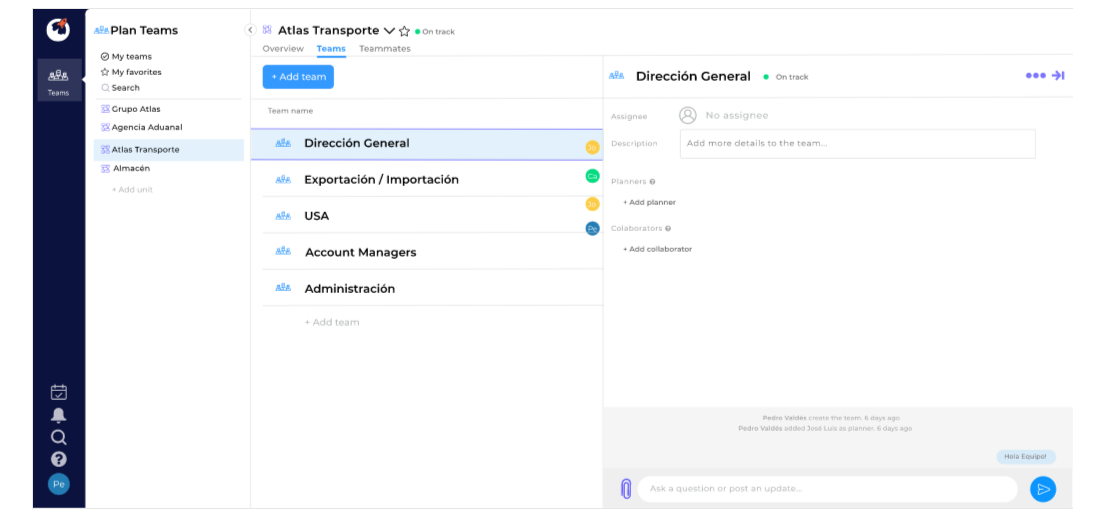 Teams
Pe
Plan Teams
My teams
My favorites
Search
Grupo Atlas
Agencia Aduanal
Atlas Transporte
Almacén
+ Add unit
Atlas Transporte
On track
Overview Teams Teammates
+ Add team
Team name
Dirección General
Jo
Exportación / Importación
Ca
USA
Jo
Pe
Account Managers
Administración
+ Add team
Dirección General
On track
Assignee No assignee
Description Add more details to the team...
Planners
+ Add planner
Colaborators
+ Add collaborator
Pedro Valdés create the team. 6 days ago
Pedro Valdés added José Luis as planner. 6 days ago
Hola Equipo!
Ask a question or post an update...